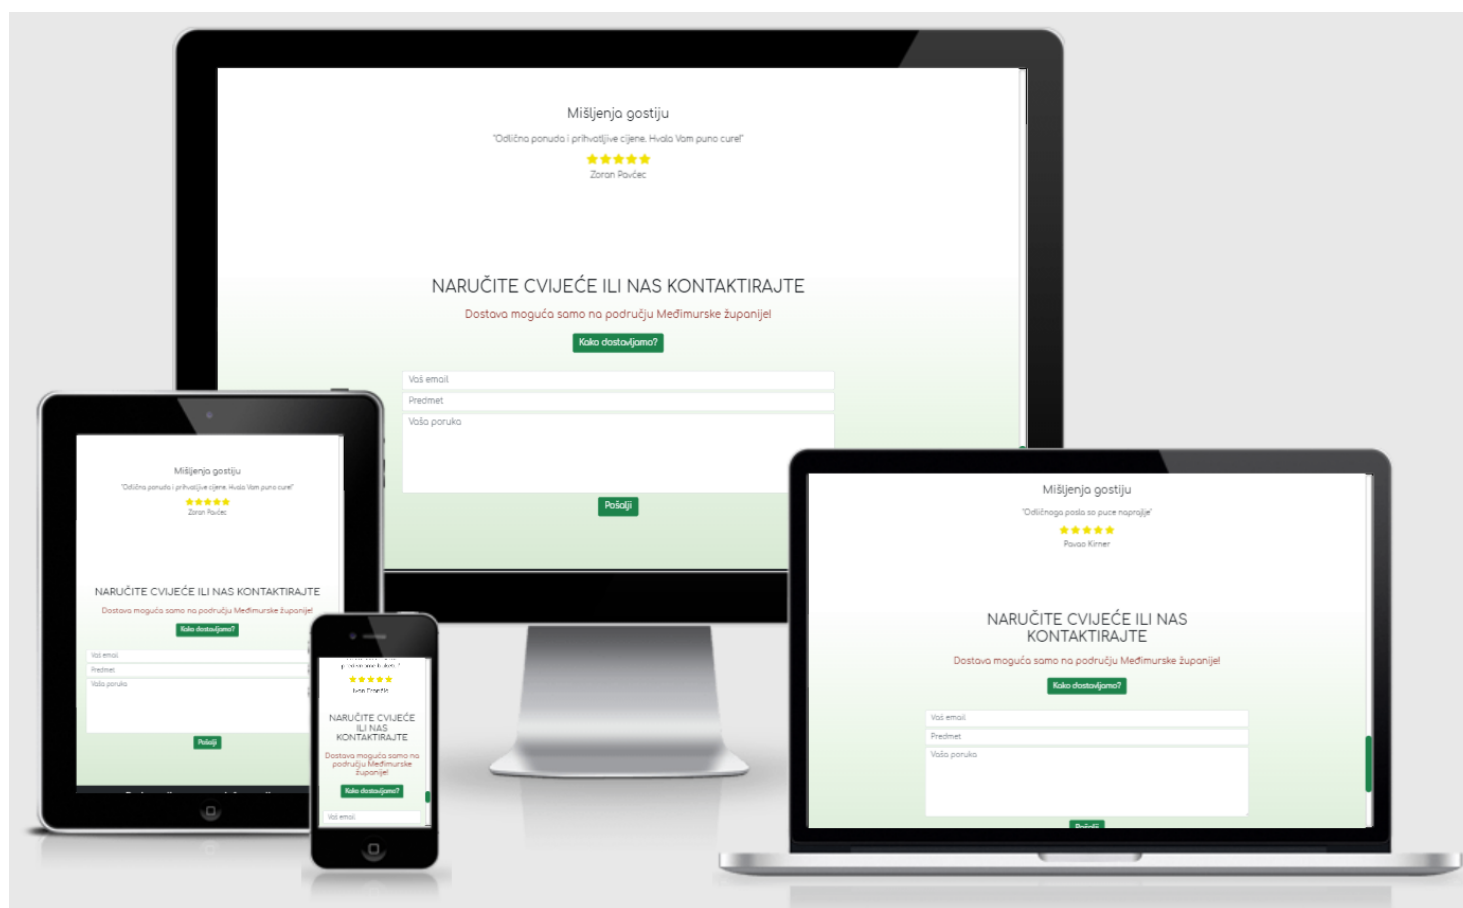 Mišljenja gostiju
"Odlična ponuda i prihvatljive cijene. Hvala Vam puno cure!"
Zoran Pavčec
NARUČITE CVIJEĆE ILI NAS KONTAKTIRAJTE
Dostava moguća samo na području Međimurske županije!
Kako dostavljamo?
Vaš email
Predmet
Vaša poruka
Pošalji
Mišljenja gostiju
"Odlična ponuda i prihvatljive cijene. Hvala Vam puno cure!"
Zoran Pavčec
NARUČITE CVIJEĆE ILI NAS KONTAKTIRAJTE
Dostava moguća samo na području Međimurske županije!
Kako dostavljamo?
Vaš email
Predmet
Vaša poruka
Pošalji
NARUČITE CVIJEĆE
ILI NAS
KONTAKTIRAJTE
Dostava moguća samo na
području Međimurske
županije!
Kako dostavljamo?
Vaš email
Mišljenja gostiju
"Odličnoga posla so puce naprajle"
Pavao Kirner
NARUČITE CVIJEĆE ILI NAS
KONTAKTIRAJTE
Dostava moguća samo na području Međimurske županije!
Kako dostavljamo?
Vaš email
Predmet
Vaša poruka
Pošalji